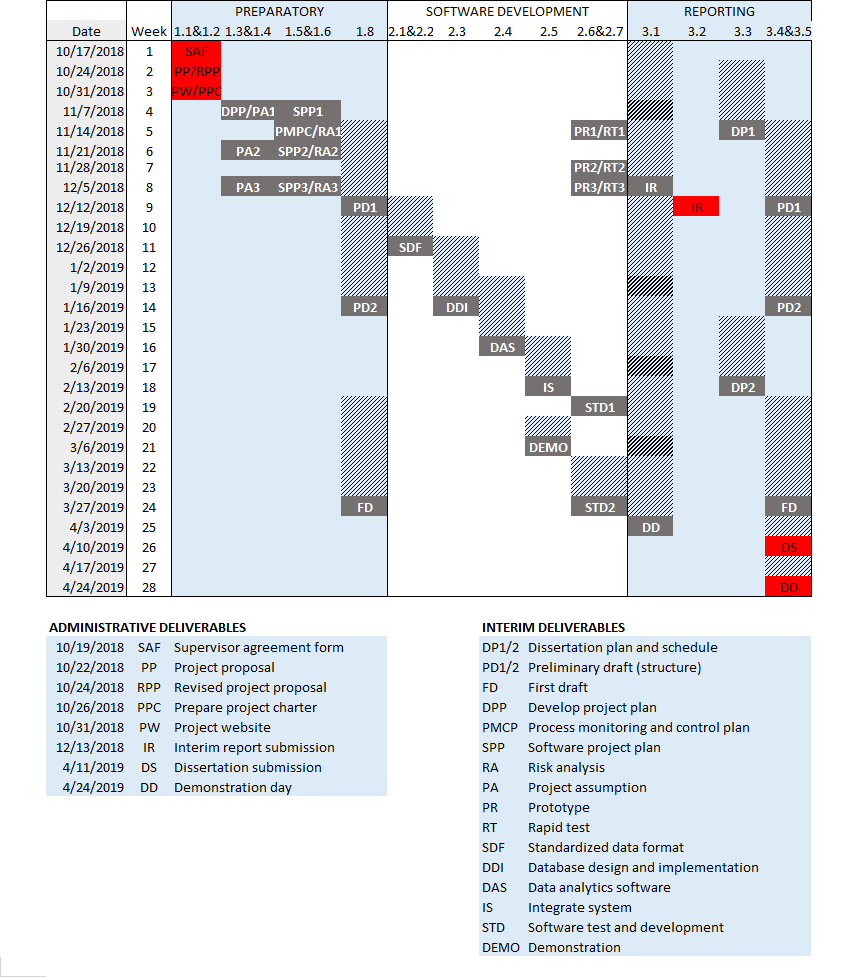 PREPARATORY SOFTWARE DEVELOPMENT REPORTING
Date Week 1.1&1.2 1.3&1.4 1.5&1.6 1.8 2.1&2.2 2.3 2.4 2.5 2.6&2.7 3.1 3.2 3.3 3.4&3.5
10/17/2018 1 SAF
10/24/2018 2 PP/RPP
10/31/2018 3 PW/PPC
11/7/2018 4 DPP/PA1 SPP1
11/14/2018 5 PMPC/RA1 PR1/RT1 DP1
11/21/2018 6 PA2 SPP2/RA2
11/28/2018 7 PR2/RT2
12/5/2018 8 PA3 SPP3/RA3 PR3/RT3 IR
12/12/2018 9 PD1 IR PD1
12/19/2018 10
12/26/2018 11 SDF
1/2/2019 12
1/9/2019 13
1/16/2019 14 PD2 DDI PD2
1/23/2019 15
1/30/2019 16 DAS
2/6/2019 17
2/13/2019 18 IS DP2
2/20/2019 19 STD1
2/27/2019 20
3/6/2019 21 DEMO
3/13/2019 22
3/20/2019 23
3/27/2019 24 FD STD2 FD
4/3/2019 25 DD
4/10/2019 26 DS
4/17/2019 27
4/24/2019 28 DD
ADMINISTRATIVE DELIVERABLES
10/19/2018 SAF Supervisor agreement form
10/22/2018 PP Project proposal
10/24/2018 RPP Revised project proposal
10/26/2018 PPC Prepare project charter
10/31/2018 PW Project website
12/13/2018 IR Interim report submission
4/11/2019 DS Dissertation submission
4/24/2019 DD Demonstration day
INTERIM DELIVERABLES
DP1/2 Dissertation plan and schedule
PD1/2 Preliminary draft (structure)
FD First draft
DPP Develop project plan
PMCP Process monitoring and control plan
SPP Software project plan
RA Risk analysis
PA Project assumption
PR Prototype
RT Rapid test
SDF Standardized data format
DDI Database design and implementation
DAS Data analytics software
IS Integrate system
STD Software test and development
DEMO Demonstration